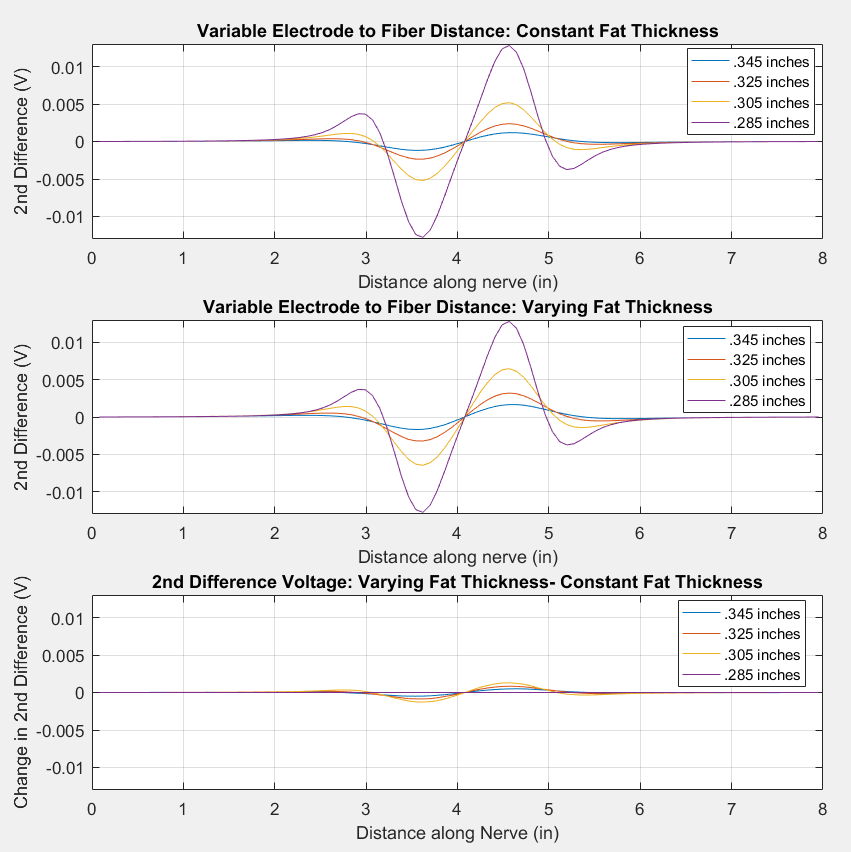 Variable Electrode to Fiber Distance: Constant Fat Thickness
2nd Difference (V)
0.01
0.005
0
-0.005
-0.01
.345 inches
.325 inches
.305 inches
.285 inches
0 1 2 3 4 5 6 7 8
Distance along nerve (in)
Variable Electrode to Fiber Distance: Varying Fat Thickness
2nd Difference (V)
0.01
0.005
0
-0.005
-0.01
.345 inches
.325 inches
.305 inches
.285 inches
0 1 2 3 4 5 6 7 8
Distance along nerve (in)
2nd Difference Voltage: Varying Fat Thickness- Constant Fat Thickness
Change in 2nd Difference (V)
0.01
0.005
0
-0.005
-0.01
.345 inches
.325 inches
.305 inches
.285 inches
0 1 2 3 4 5 6 7 8
Distance along Nerve (in)